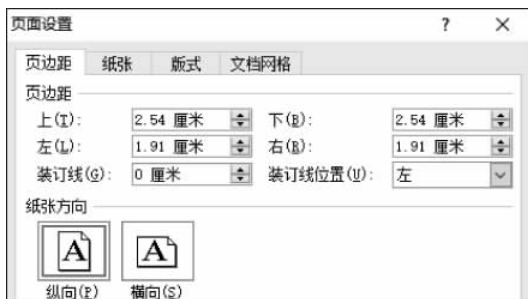 页面设置 ? ×
页边距 纸张 版式 文档网格
页边距
上(T): 2.54 厘米 下(B): 2.54 厘米
左(L): 1.91 厘米 右(R): 1.91 厘米
装订线(G): 0 厘米 装订线位置(U): 左
纸张方向
A A
纵向(P) 横向(S)